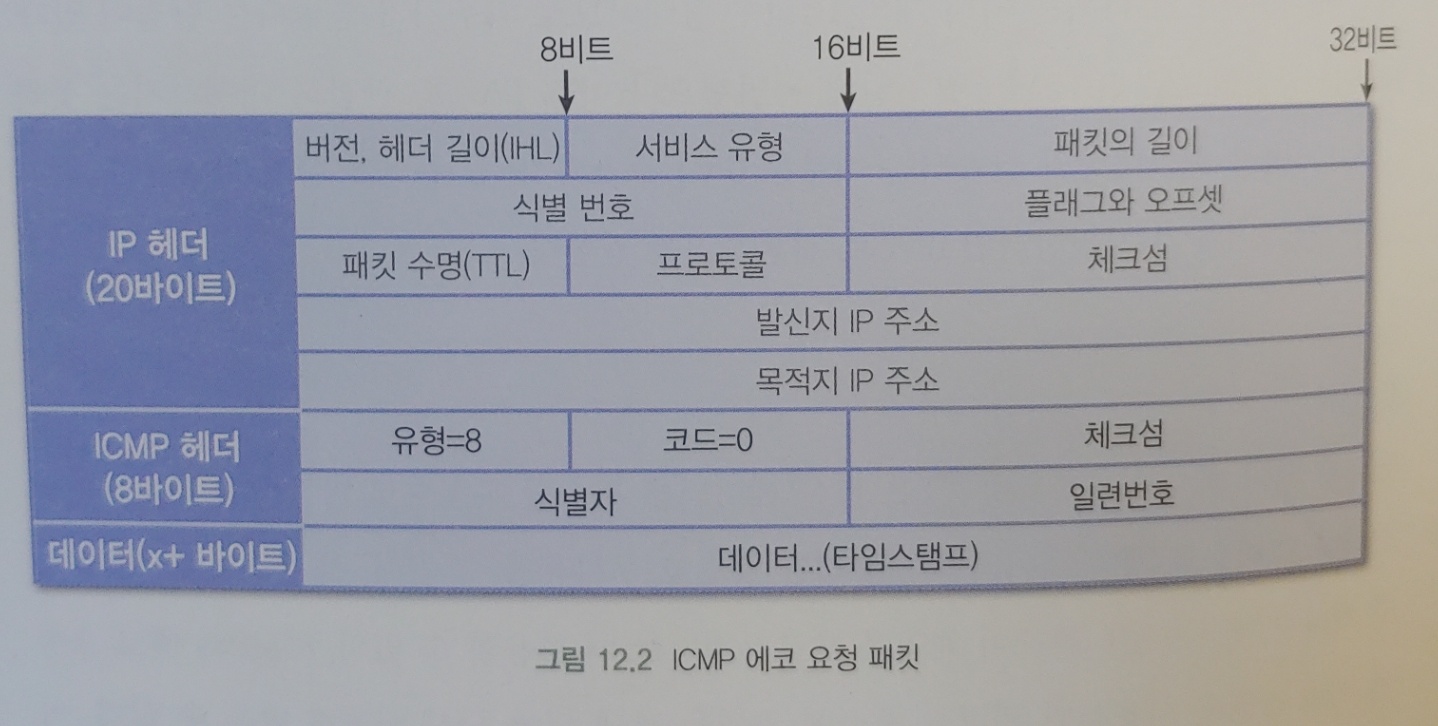 8비트
16비트
32비트
IP 헤더
(20바이트)
버전, 헤더 길이(IHL)
서비스 유형
패킷의 길이
식별 번호
플래그와 오프셋
패킷 수명(TTL)
프로토콜
체크섬
발신지 IP 주소
목적지 IP 주소
ICMP 헤더
(8바이트)
유형=8
코드=0
체크섬
식별자
일련번호
데이터(x+ 바이트)
데이터...(타임스탬프)
그림 12.2 ICMP 에코 요청 패킷